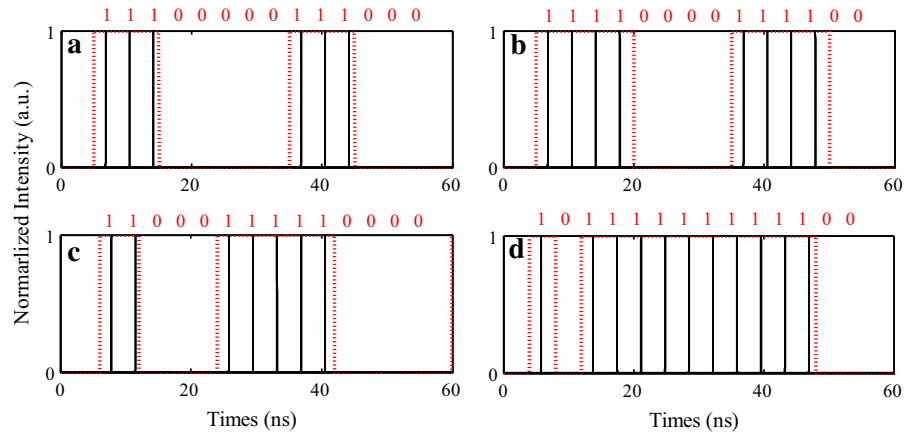 1 1 1 0 0 0 0 0 1 1 1 0 0 0
1 1 1 1 0 0 0 0 1 1 1 1 0 0
a
b
1
0
0 20 40 60
1
0
0 20 40 60
1 1 0 0 0 1 1 1 1 1 0 0 0 0
1 0 1 1 1 1 1 1 1 1 1 1 0 0
c
d
1
0
0 20 40 60
1
0
0 20 40 60
Normarlized Intensity (a.u.)
Times (ns)
Times (ns)